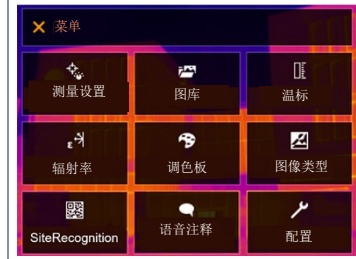 菜单
测量设置
图库
温标
辐射率
调色板
图像类型
SiteRecognition
语音注释
配置